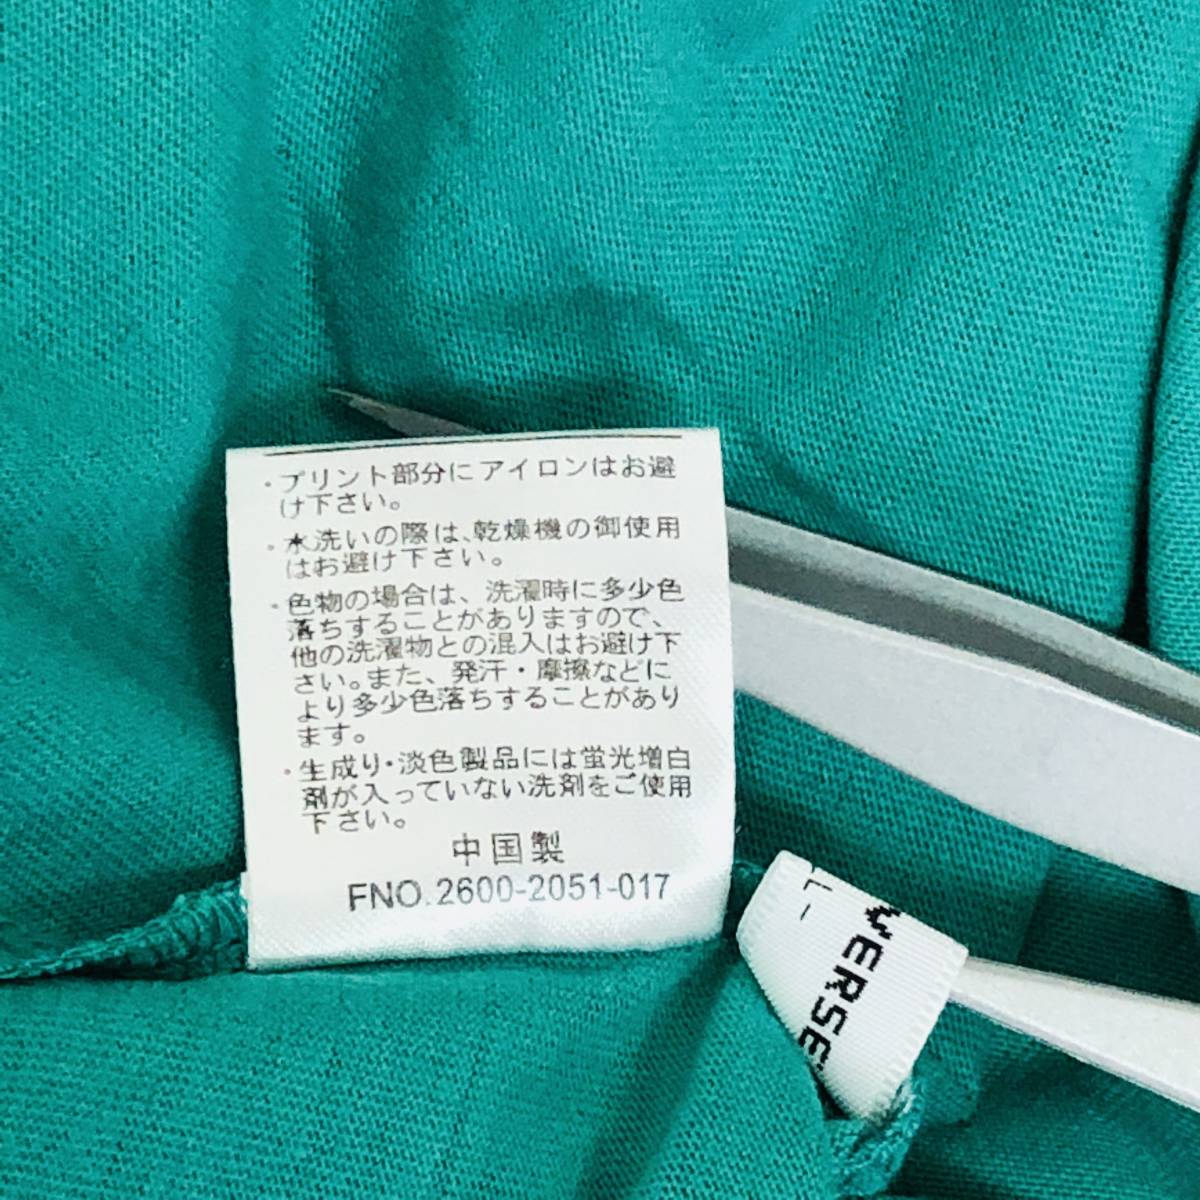 ・プリント部分にアイロンはお避
け下さい。
・水洗いの際は、乾燥機の御使用
はお避け下さい。
・色物の場合は、洗濯時に多少色
落ちすることがありますので、
他の洗濯物との混入はお避け下
さい。また、発汗・摩擦などに
より多少色落ちすることがあり
ます。
・生成り・淡色製品には蛍光増白
剤が入っていない洗剤をご使用
下さい。
中国製
FNO.2600-2051-017